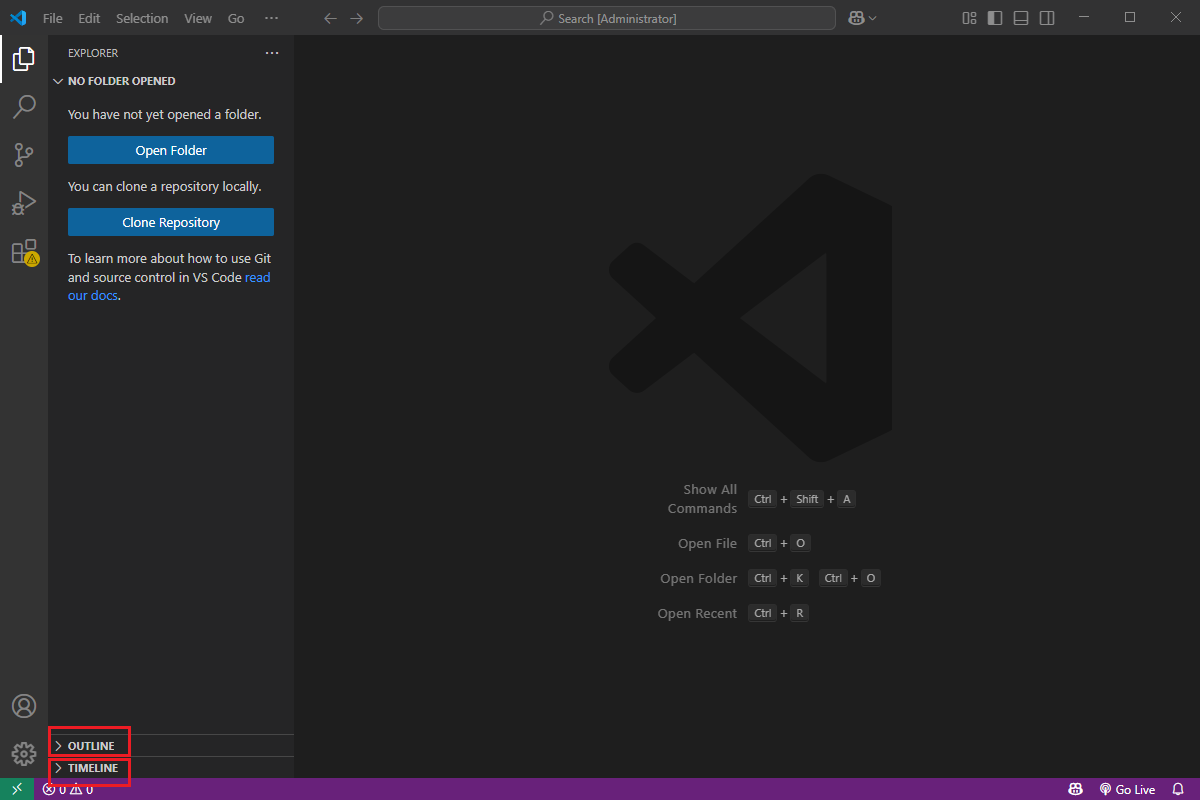 File Edit Selection View Go ···
Search [Administrator]
EXPLORER ···
NO FOLDER OPENED
You have not yet opened a folder.
Open Folder
You can clone a repository locally.
Clone Repository
To learn more about how to use Git
and source control in VS Code read
our docs.
Show All
Commands Ctrl + Shift + A
Open File Ctrl + O
Open Folder Ctrl + K Ctrl + O
Open Recent Ctrl + R
OUTLINE
TIMELINE
0 0 Go Live